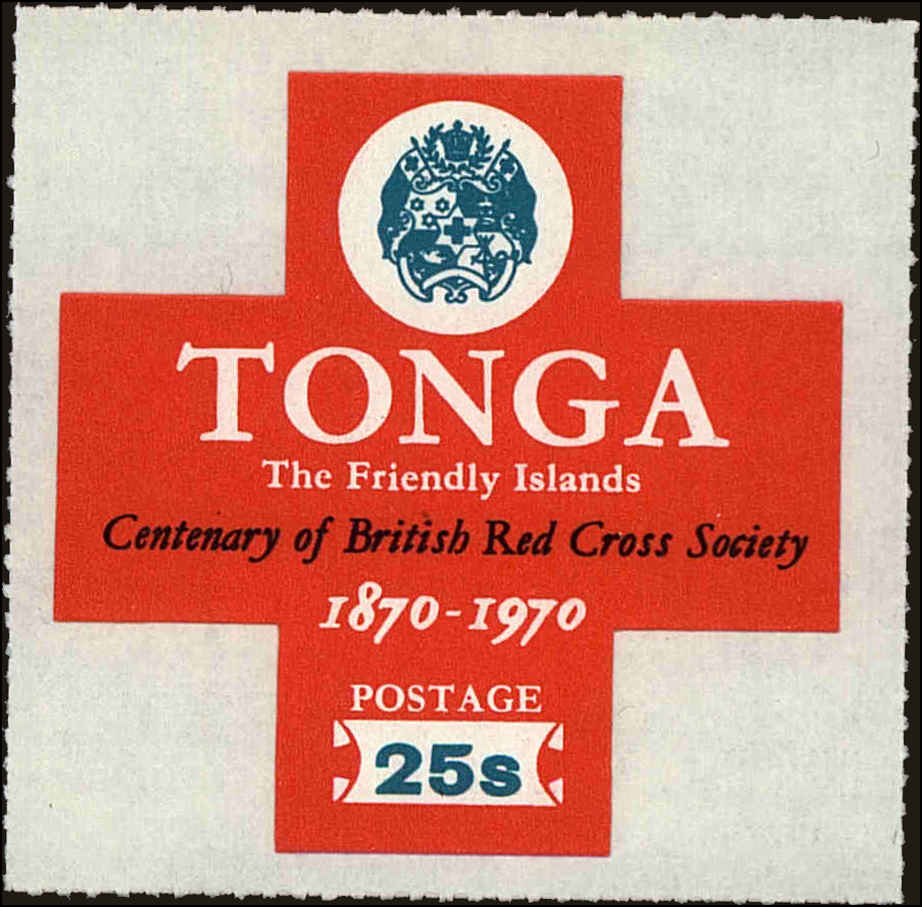 TONGA
The Friendly Islands
Centenary of British Red Cross Society
1870-1970
POSTAGE
25s